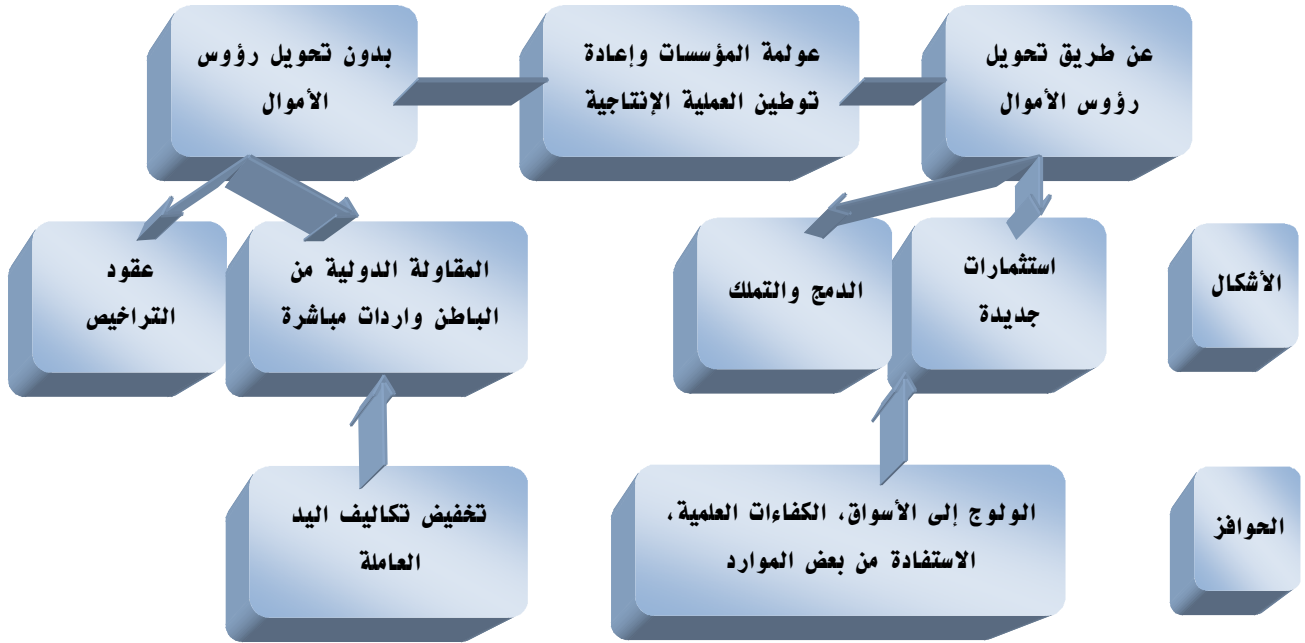 عن طريق تحويل
رؤوس الأموال
عولمة المؤسسات وإعادة
توطين العملية الإنتاجية
بدون تحويل رؤوس
الأموال
الأشكال
استثمارات
جديدة
الدمج والتملك
المقاولة الدولية من
الباطن واردات مباشرة
عقود
التراخيص
الحوافز
الولوج إلى الأسواق، الكفاءات العلمية،
الاستفادة من بعض الموارد
تخفيض تكاليف اليد
العاملة